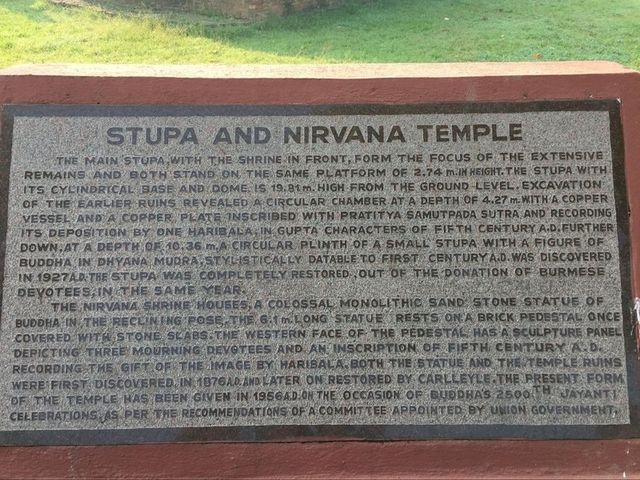 STUPA AND NIRVANA TEMPLE
THE MAIN STUPA, WITH THE SHRINE IN FRONT, FORM THE FOCUS OF THE EXTENSIVE
REMAINS AND BOTH STAND ON THE SAME PLATFORM OF 2.74 m. IN HEIGHT. THE STUPA WITH
ITS CYLINDRICAL BASE AND DOME, IS 19.81 m. HIGH FROM THE GROUND LEVEL. EXCAVATION
OF THE EARLIER RUINS REVEALED A CIRCULAR CHAMBER AT A DEPTH OF 4.27 m. WITH A COPPER
VESSEL AND A COPPER PLATE INSCRIBED WITH PRATITYA SAMUTPADA SUTRA AND RECORDING
ITS DEPOSITION BY ONE HARIBALA, IN GUPTA CHARACTERS OF FIFTH CENTURY A.D. FURTHER
DOWN, AT A DEPTH OF 10.36 m, A CIRCULAR PLINTH OF A SMALL STUPA WITH A FIGURE OF
BUDDHA IN DHYANA MUDRA, STYLISTICALLY DATABLE TO FIRST CENTURY A.D. WAS DISCOVERED
IN 1927 A.D. THE STUPA WAS COMPLETELY RESTORED, OUT OF THE DONATION OF BURMESE
DEVOTEES, IN THE SAME YEAR.
THE NIRVANA SHRINE HOUSES, A COLOSSAL MONOLITHIC SAND STONE STATUE OF
BUDDHA IN THE RECLINING POSE. THE 6.1 m. LONG STATUE RESTS ON A BRICK PEDESTAL ONCE
COVERED WITH STONE SLABS. THE WESTERN FACE OF THE PEDESTAL HAS A SCULPTURE PANEL
DEPICTING THREE MOURNING DEVOTEES AND AN INSCRIPTION OF FIFTH CENTURY A.D.
RECORDING THE GIFT OF THE IMAGE BY HARIBALA. BOTH THE STATUE AND THE TEMPLE RUINS
WERE FIRST DISCOVERED, IN 1876 A.D. AND LATER ON RESTORED BY CARLLEYLE. THE PRESENT FORM
OF THE TEMPLE HAS BEEN GIVEN IN 1956 A.D. ON THE OCCASION OF BUDDHA'S 2500TH JAYANTI
CELEBRATIONS, AS PER THE RECOMMENDATIONS OF A COMMITTEE APPOINTED BY UNION GOVERNMENT.